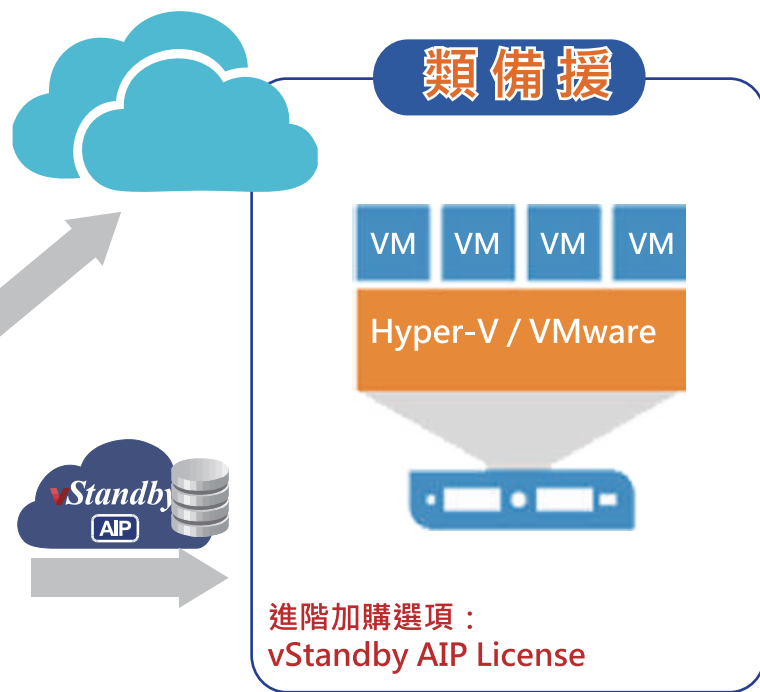 類備援
VM VM VM VM
Hyper-V / VMware
vStandby
AIP
進階加購選項：
vStandby AIP License